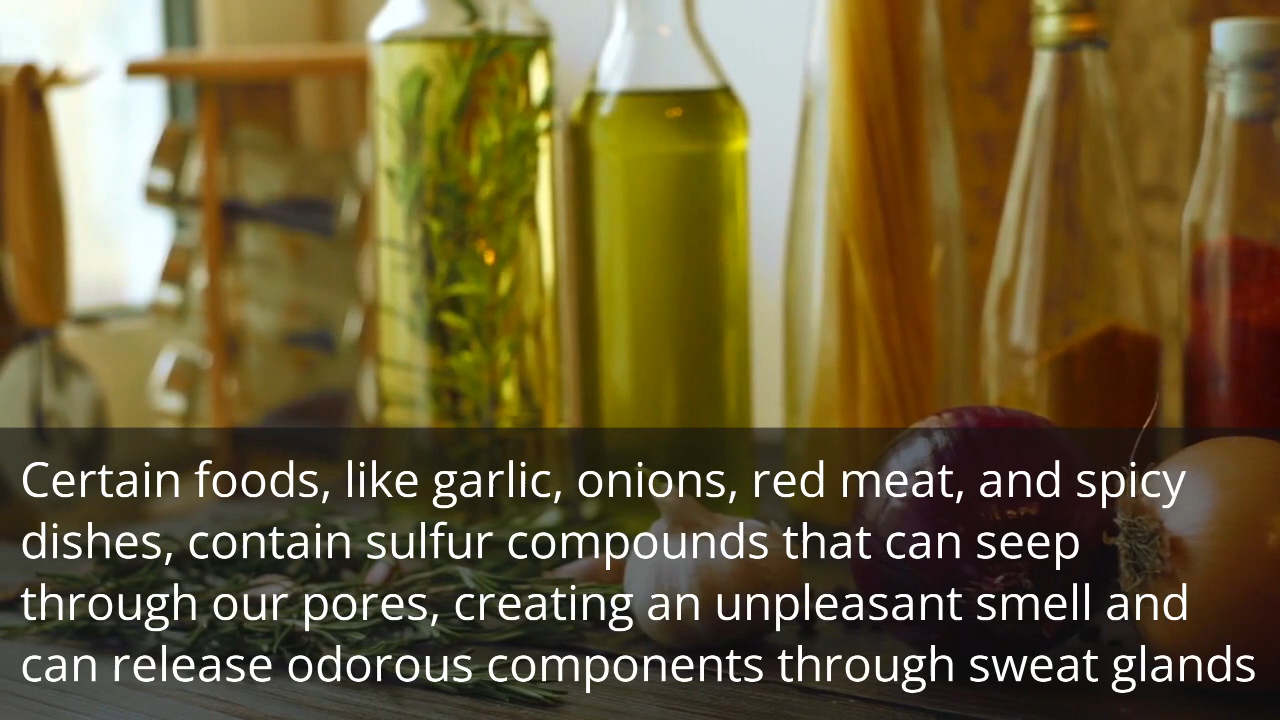 Certain foods, like garlic, onions, red meat, and spicy
dishes, contain sulfur compounds that can seep
through our pores, creating an unpleasant smell and
can release odorous components through sweat glands